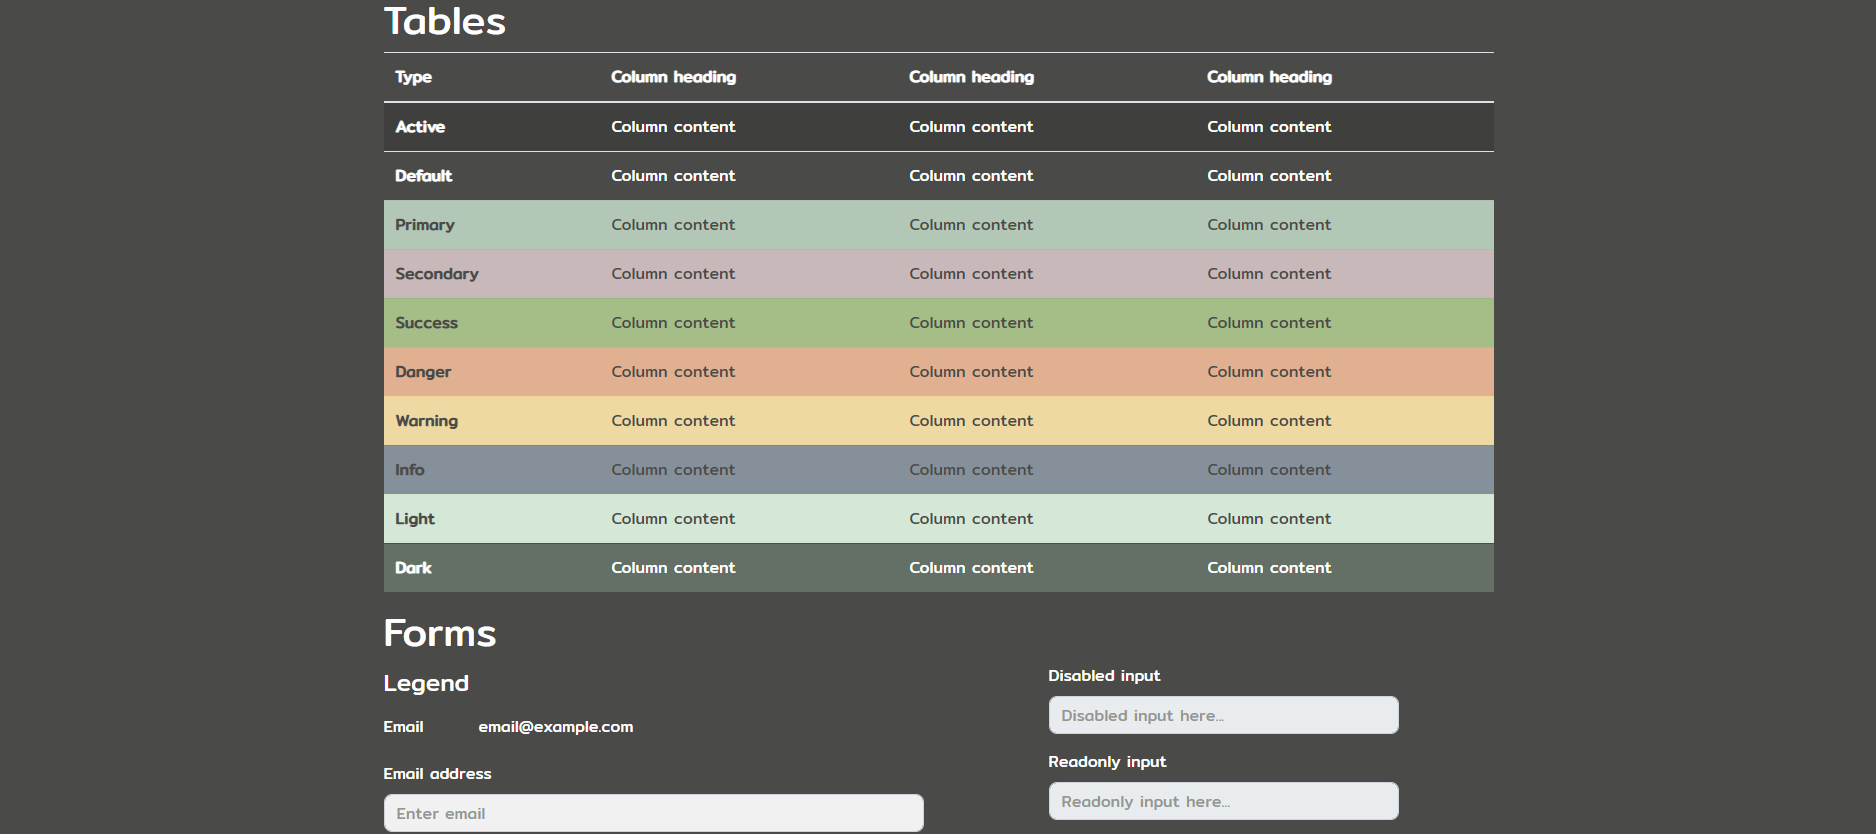 Tables
Type Column heading Column heading Column heading
Active Column content Column content Column content
Default Column content Column content Column content
Primary Column content Column content Column content
Secondary Column content Column content Column content
Success Column content Column content Column content
Danger Column content Column content Column content
Warning Column content Column content Column content
Info Column content Column content Column content
Light Column content Column content Column content
Dark Column content Column content Column content
Forms
Legend
Email email@example.com
Email address
Enter email
Disabled input
Disabled input here...
Readonly input
Readonly input here...